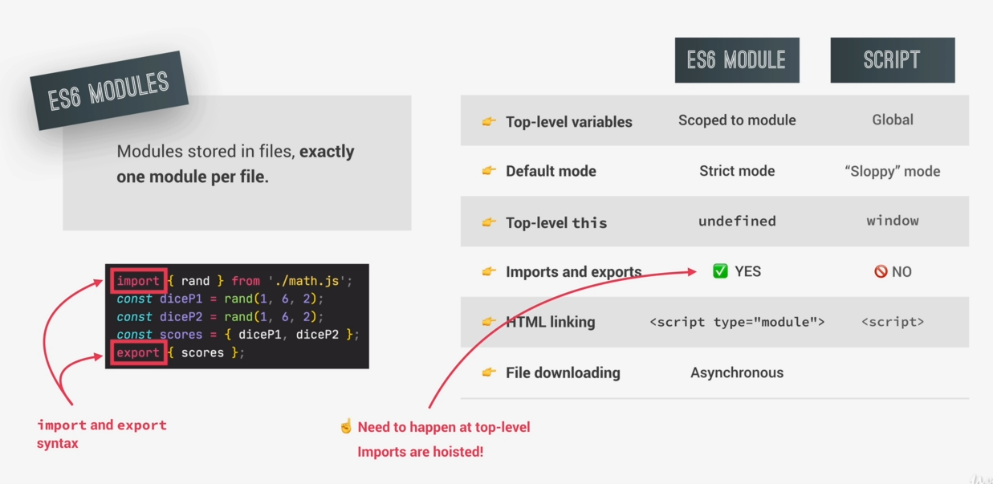 ES6 MODULES
Modules stored in files, exactly
one module per file.
import { rand } from './math.js';
const diceP1 = rand(1, 6, 2);
const diceP2 = rand(1, 6, 2);
const scores = { diceP1, diceP2 };
export { scores };
import and export
syntax
ES6 MODULE SCRIPT
Top-level variables Scoped to module Global
Default mode Strict mode “Sloppy” mode
Top-level this undefined window
Imports and exports YES NO
HTML linking <script type="module"> <script>
File downloading Asynchronous
Need to happen at top-level
Imports are hoisted!